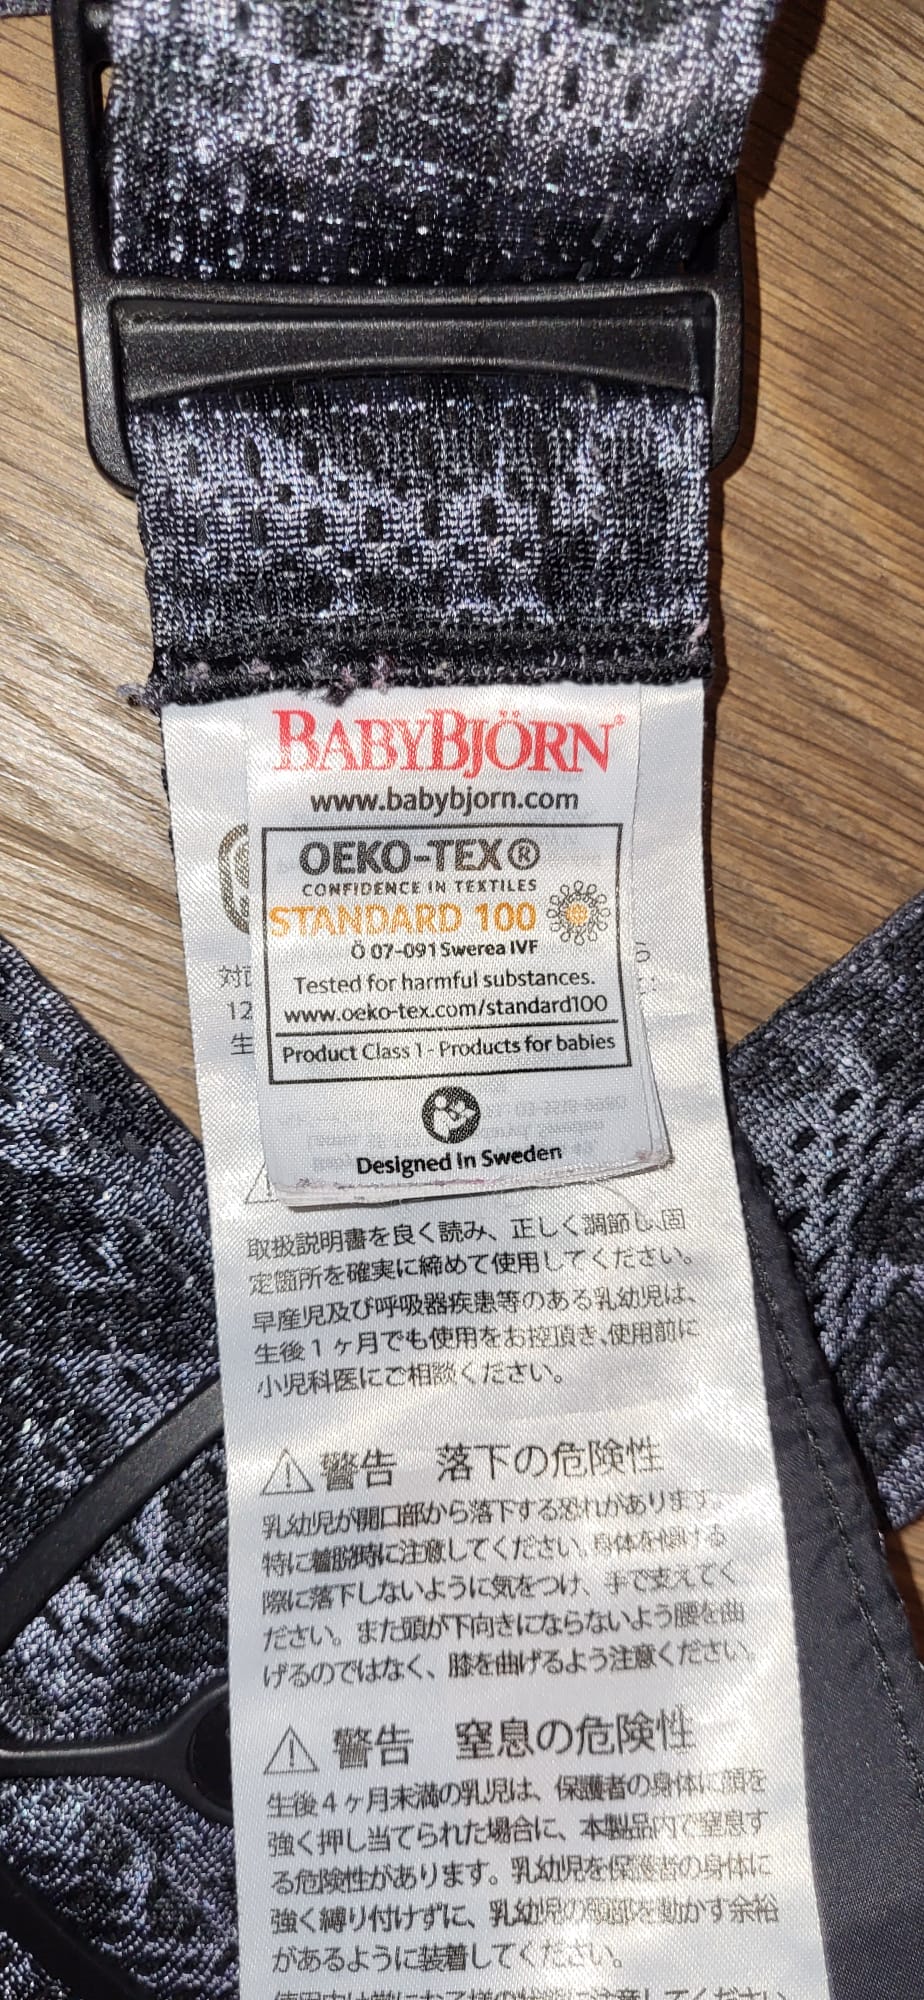 BABYBJÖRN®
www.babybjorn.com
OEKO-TEX®
CONFIDENCE IN TEXTILES
STANDARD 100
Ö 07-091 Swerea IVF
Tested for harmful substances.
www.oeko-tex.com/standard100
Product Class 1 - Products for babies
Designed in Sweden
12
生
取扱説明書を良く読み、正しく調節し、固
定箇所を確実に締めて使用してください。
早産児及び呼吸器疾患等のある乳幼児は、
生後1ヶ月でも使用をお控頂き、使用前に
小児科医にご相談ください。
警告 落下の危険性
乳幼児が開口部から落下する恐れがあります。
特に着脱時に注意してください。身体を傾ける
際に落下しないように気をつけ、手で支えてく
ださい。また頭が下向きにならないよう腰を曲
げるのではなく、膝を曲げるよう注意ください。
警告 窒息の危険性
生後4ヶ月未満の乳児は、保護者の身体に顔を
強く押し当てられた場合に、本製品内で窒息す
る危険性があります。乳幼児を保護者の身体に
強く縛り付けずに、乳幼児の頭部を動かす余裕
があるように装着してください。